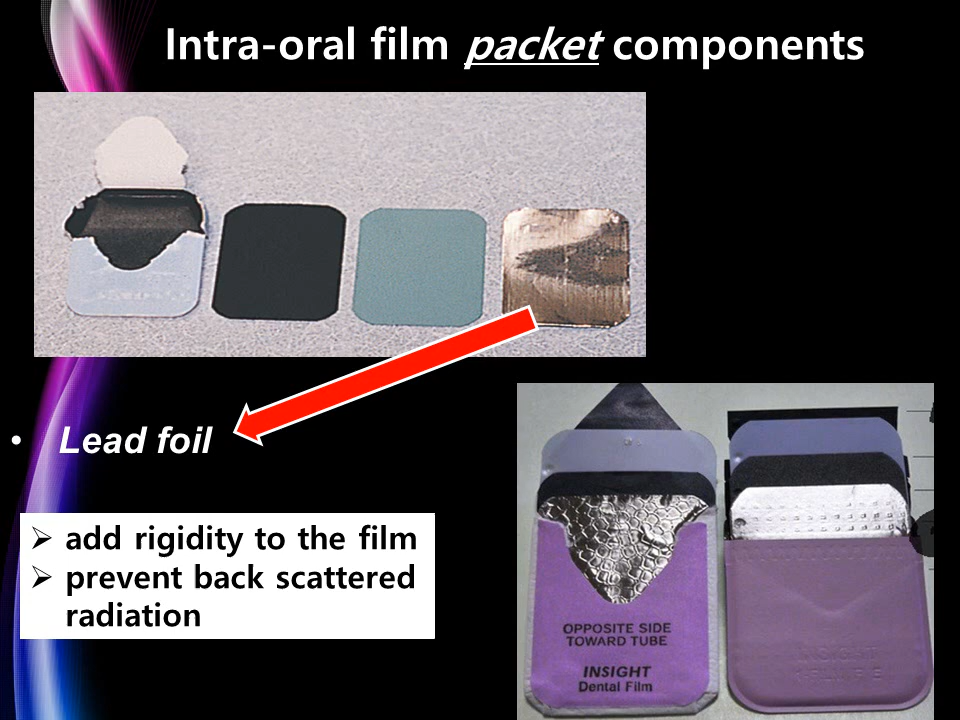 Intra-oral film packet components
• Lead foil
➢ add rigidity to the film
➢ prevent back scattered
radiation
OPPOSITE SIDE
TOWARD TUBE
INSIGHT
Dental Film
INSIGHT